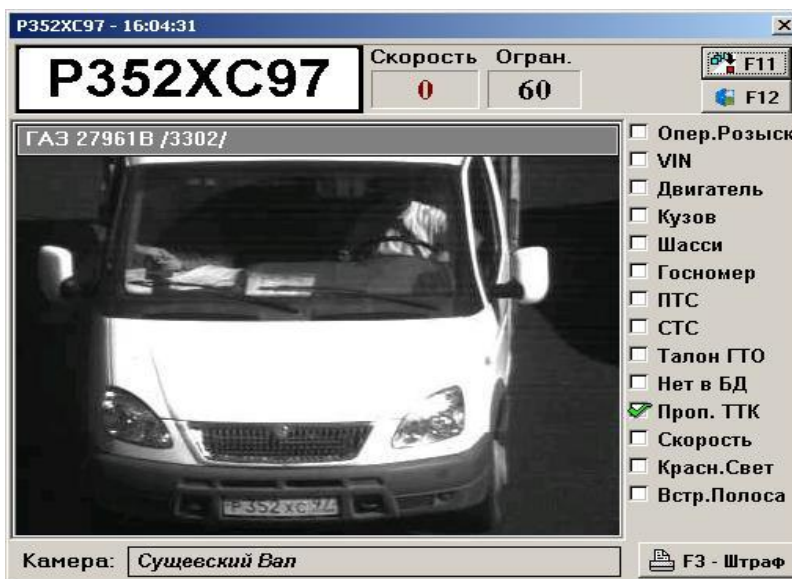 Р352ХС97 - 16:04:31
Р352ХС97
Скорость
Огран.
0
60
F11
F12
ГАЗ 27961В /3302/
Опер.Розыск
VIN
Двигатель
Кузов
Шасси
Госномер
ПТС
СТС
Талон ГТО
Нет в БД
Проп. ТТК
Скорость
Красн.Свет
Встр.Полоса
Р352ХС 97
Камера:
Сущевский Вал
F3 - Штраф